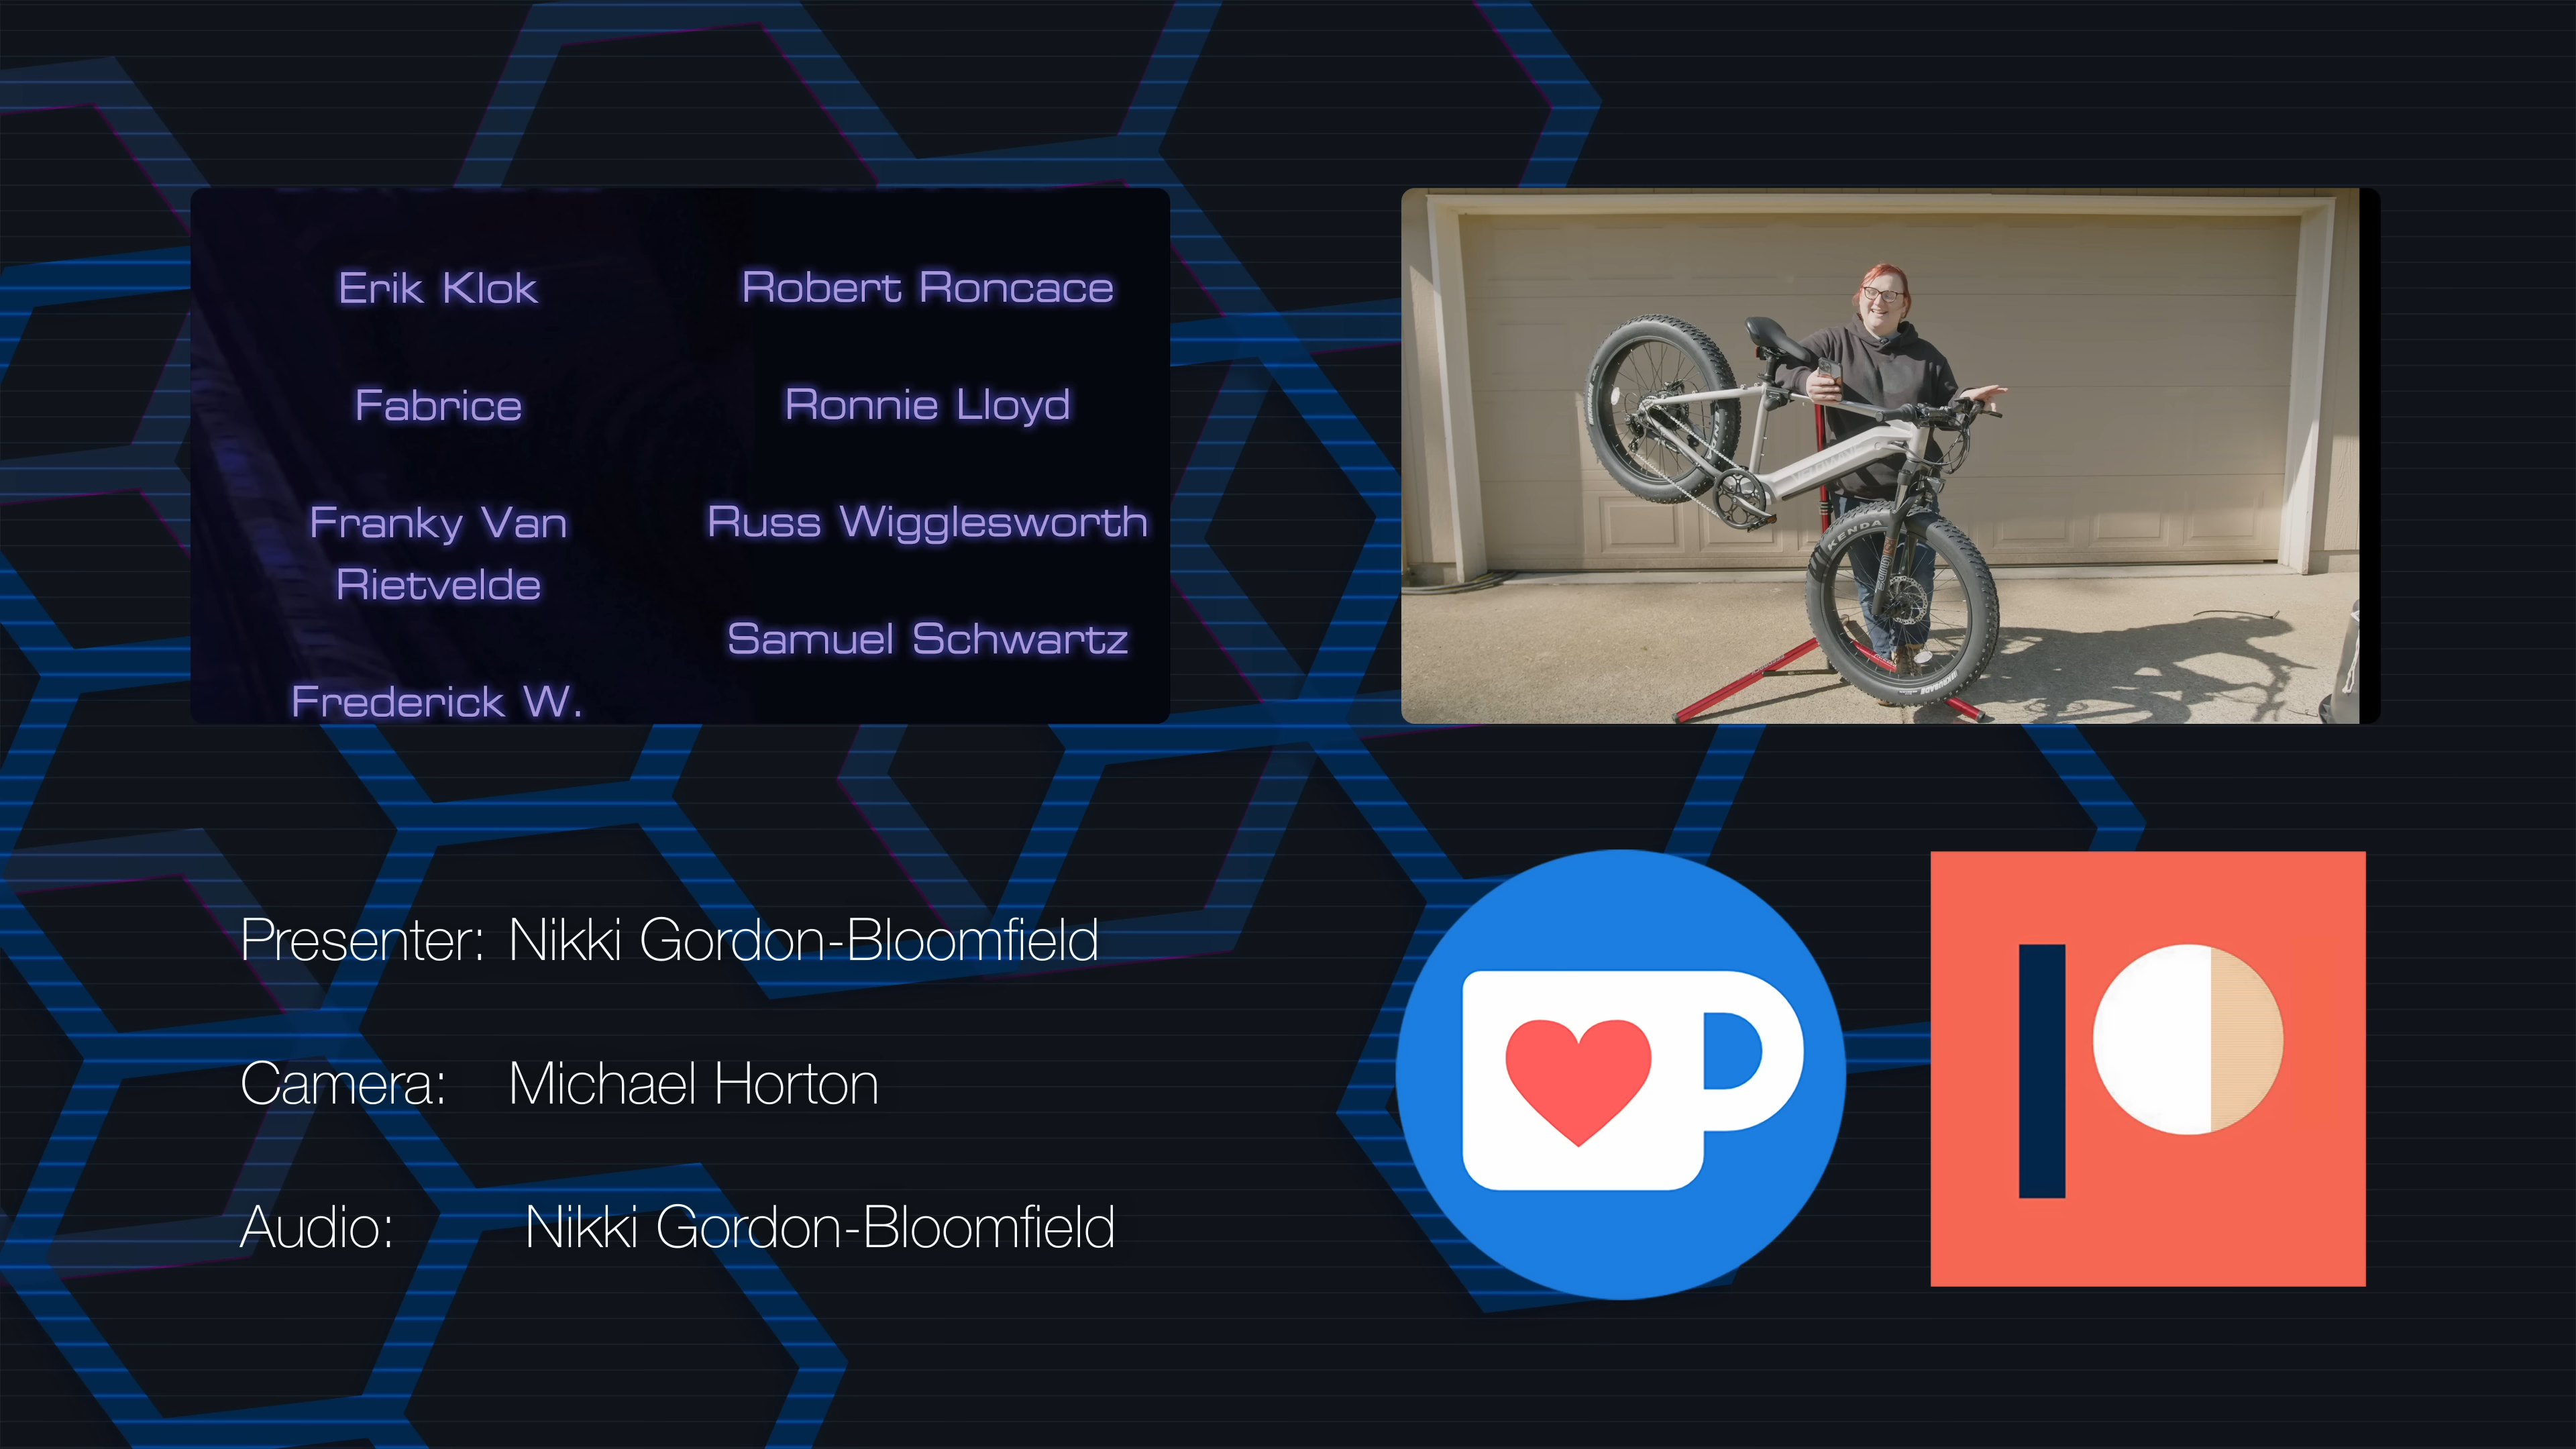 Erik Klok
Fabrice
Franky Van
Rietvelde
Frederick W.
Robert Roncace
Ronnie Lloyd
Russ Wigglesworth
Samuel Schwartz
KENDA
Presenter: Nikki Gordon-Bloomfield
Camera: Michael Horton
Audio: Nikki Gordon-Bloomfield